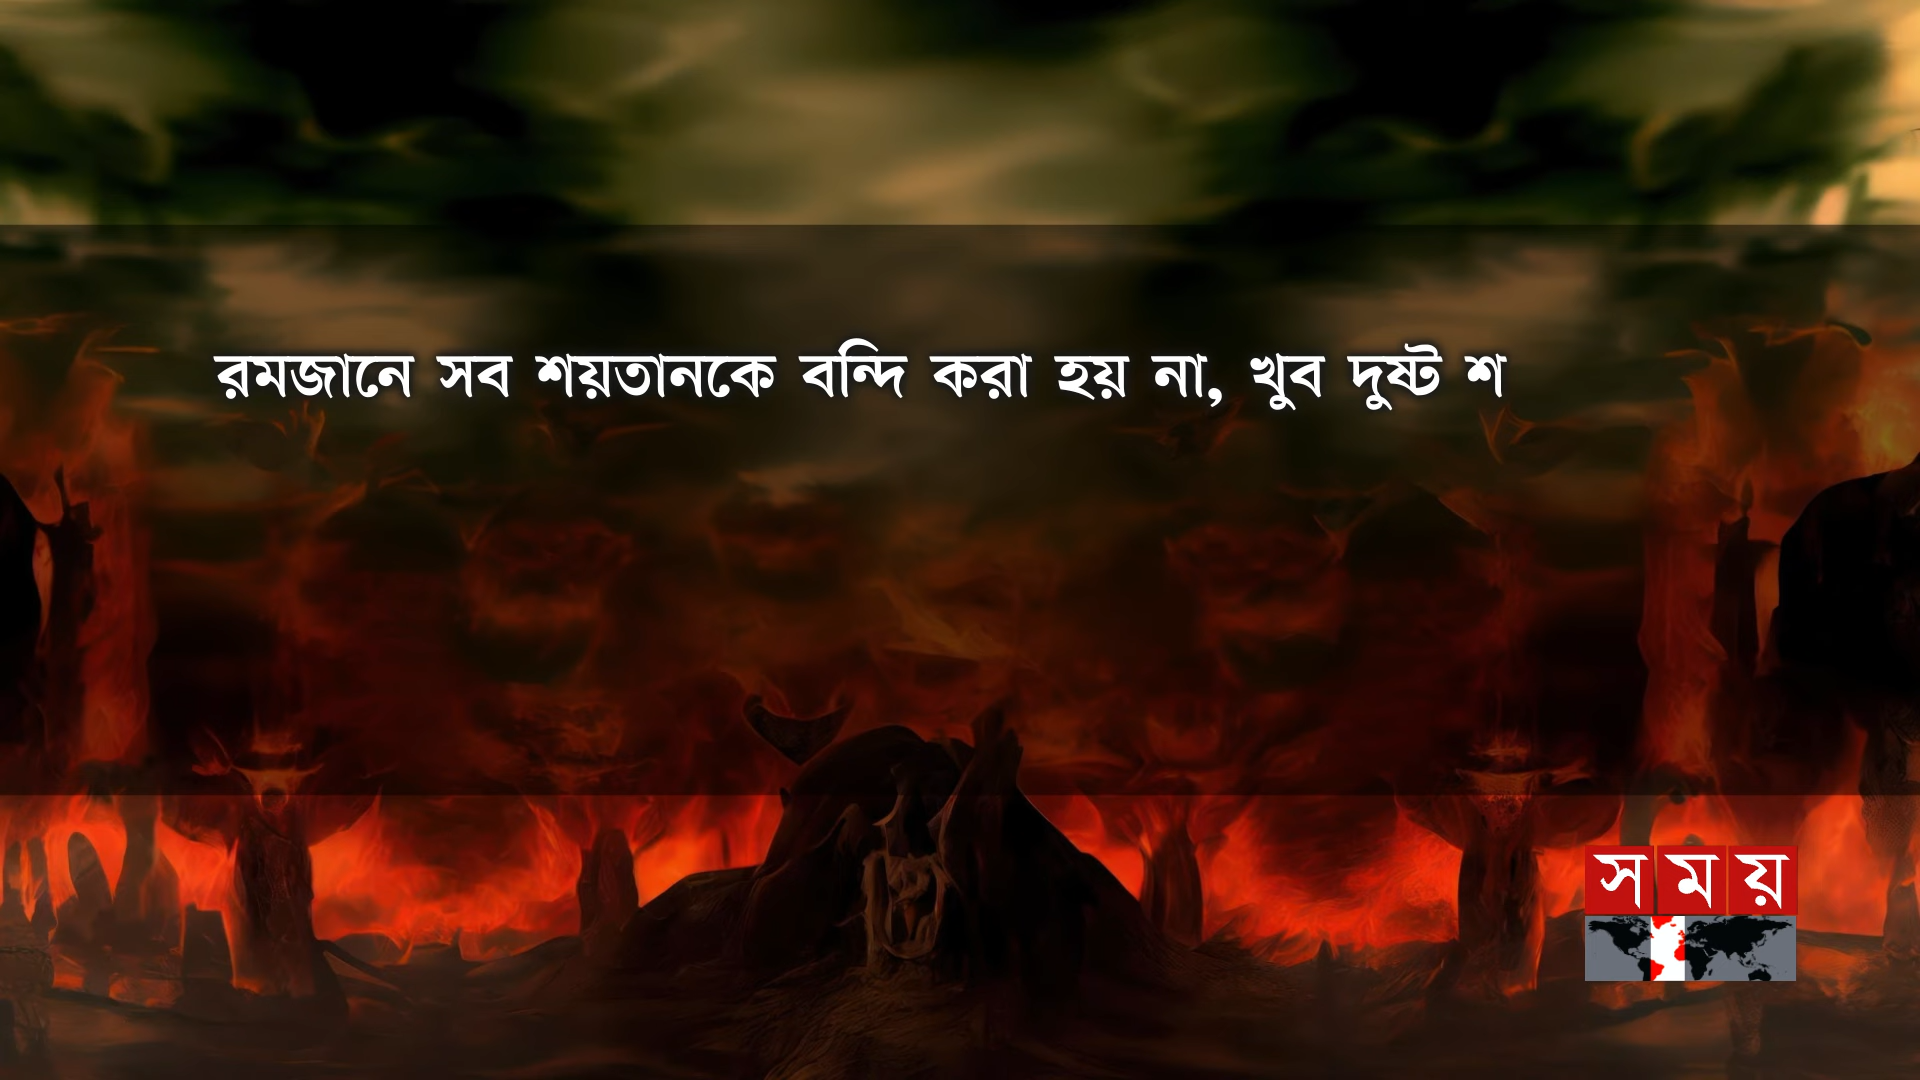 রমজানে সব শয়তানকে বন্দি করা হয় না, খুব দুষ্ট শ
সময়